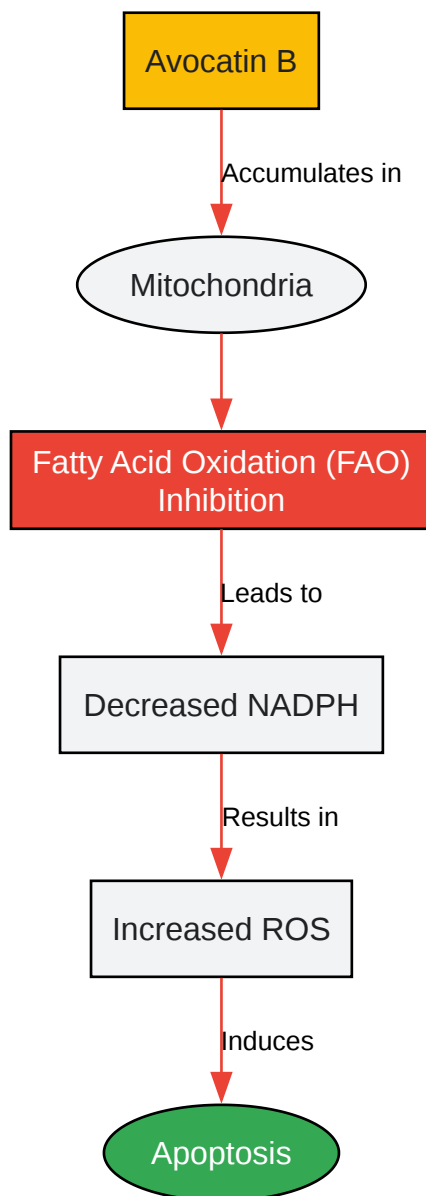 Avocatin B
Accumulates in
Mitochondria
Fatty Acid Oxidation (FAO)
Inhibition
Leads to
Decreased NADPH
Results in
Increased ROS
Induces
Apoptosis